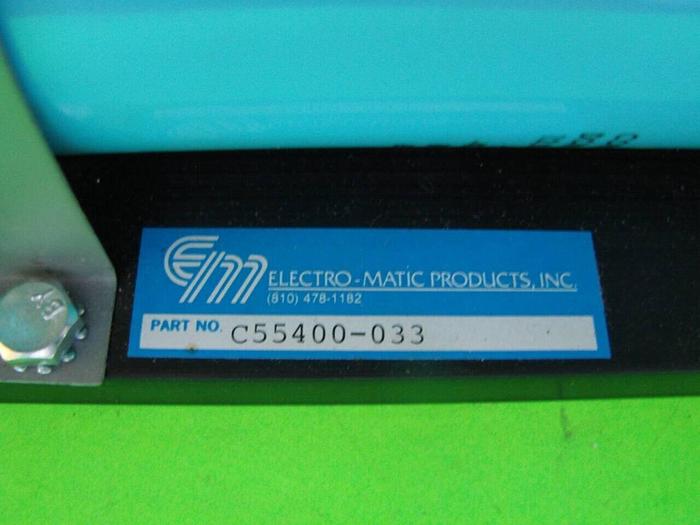 EM ELECTRO-MATIC PRODUCTS, INC.
(810) 478-1182
PART NO. C55400-033